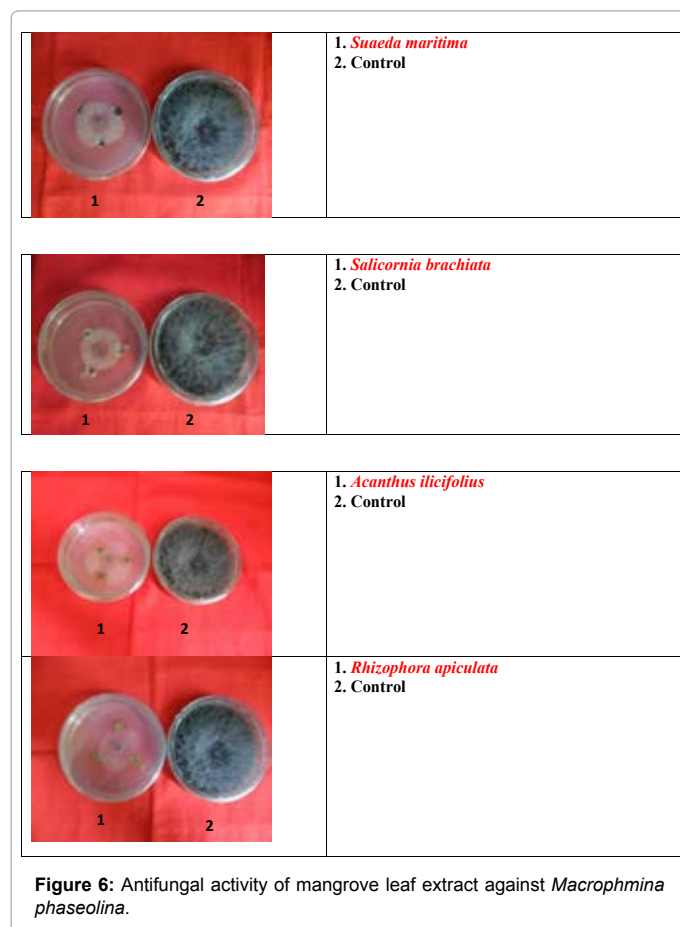 1. Suaeda maritima
2. Control
1 2
1. Salicornia brachiata
2. Control
1 2
1. Acanthus ilicifolius
2. Control
1 2
1. Rhizophora apiculata
2. Control
1 2
Figure 6: Antifungal activity of mangrove leaf extract against Macrophmina
phaseolina.